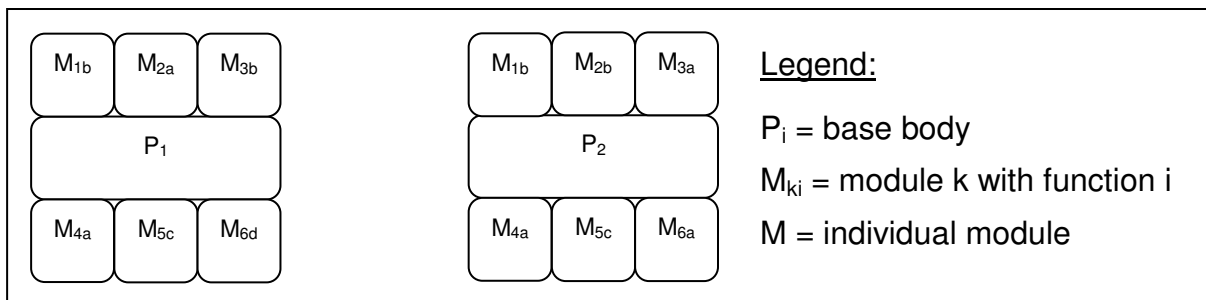 M1b M2a M3b
P1
M4a M5c M6d
M1b M2b M3a
P2
M4a M5c M6a
Legend:
Pi = base body
Mki = module k with function i
M = individual module